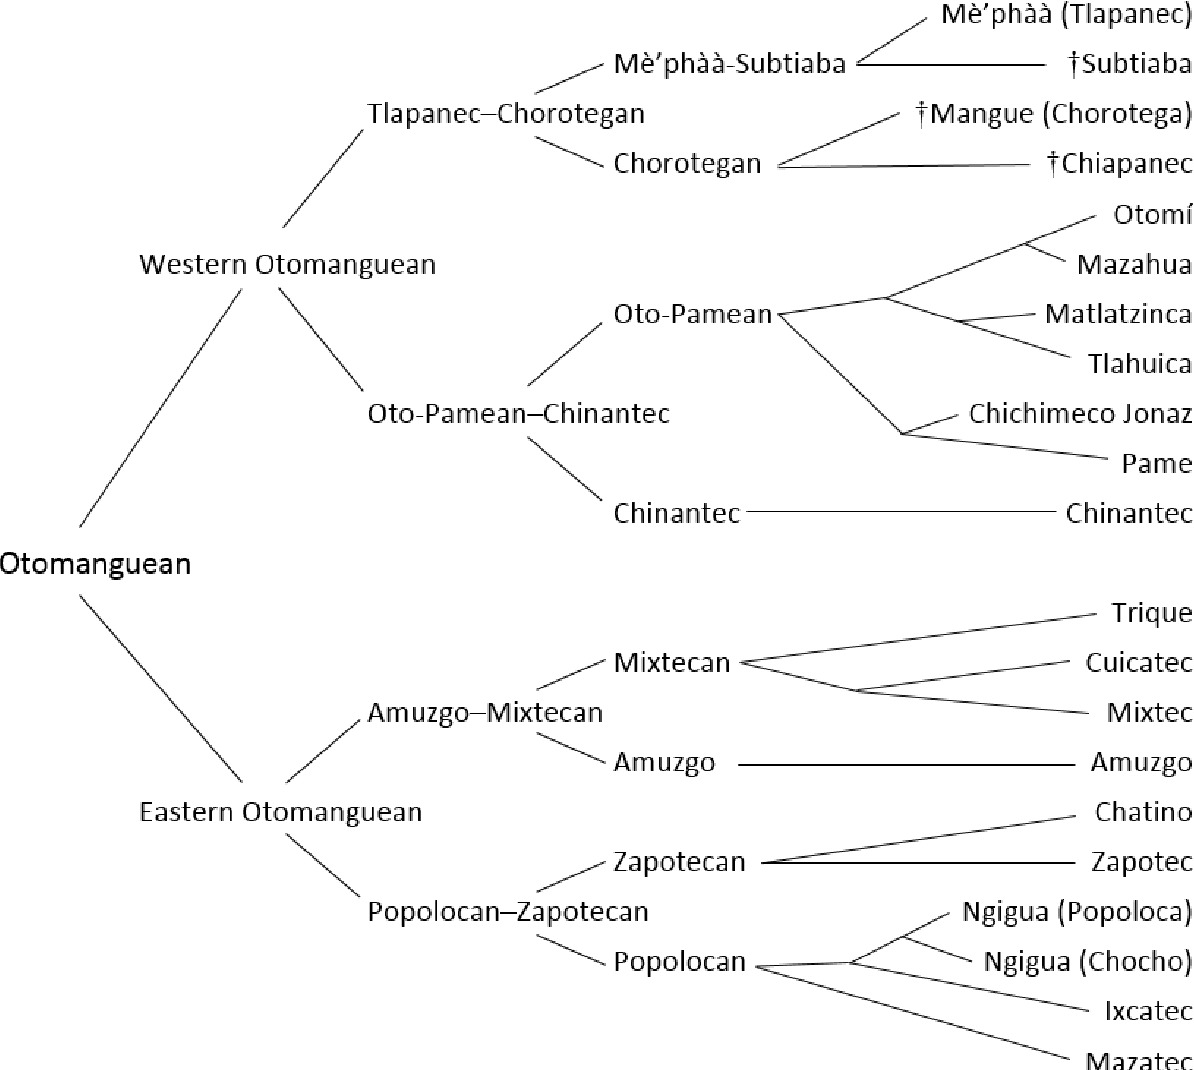 Mè’phàà (Tlapanec)
Mè’phàà-Subtiaba
†Subtiaba
Tlapanec–Chorotegan
†Mangue (Chorotega)
Chorotegan
†Chiapanec
Otomí
Western Otomanguean
Mazahua
Oto-Pamean
Matlatzinca
Tlahuica
Oto-Pamean–Chinantec
Chichimeco Jonaz
Pame
Chinantec
Chinantec
Otomanguean
Trique
Mixtecan
Cuicatec
Amuzgo–Mixtecan
Mixtec
Amuzgo
Amuzgo
Eastern Otomanguean
Chatino
Zapotecan
Zapotec
Popolocan–Zapotecan
Ngigua (Popoloca)
Popolocan
Ngigua (Chocho)
Ixcatec
Mazatec